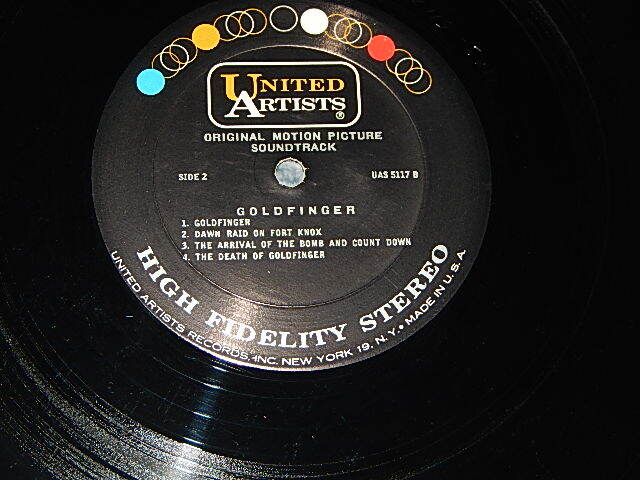 UNITED
ARTISTS®
ORIGINAL MOTION PICTURE
SOUNDTRACK
SIDE 2
UAS 5117 B
GOLDFINGER
1. GOLDFINGER
2. DAWN RAID ON FORT KNOX
3. THE ARRIVAL OF THE BOMB AND COUNT DOWN
4. THE DEATH OF GOLDFINGER
HIGH FIDELITY STEREO
UNITED ARTISTS RECORDS, INC. NEW YORK 19, N.Y. • MADE IN U.S.A.